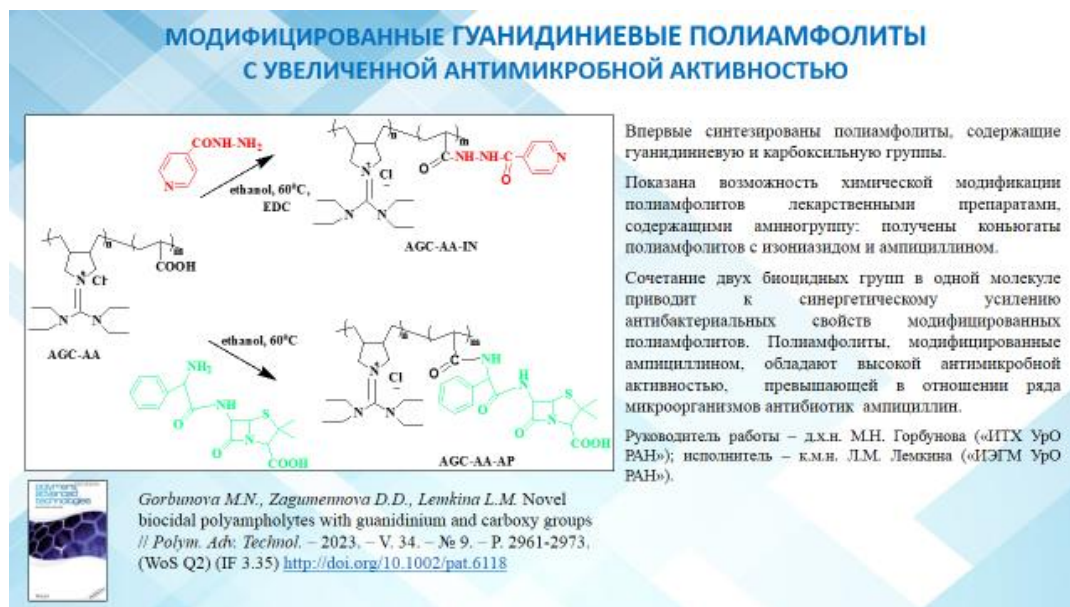 МОДИФИЦИРОВАННЫЕ ГУАНИДИНИЕВЫЕ ПОЛИАМФОЛИТЫ
С УВЕЛИЧЕННОЙ АНТИМИКРОБНОЙ АКТИВНОСТЬЮ
CONH-NH2
N
ethanol, 60⁰C,
EDC
n
m
N+
Cl
-
N
N
O
NH-NH-C
O
N
AGC-AA-IN
n
m
COOH
N+
Cl-
N
N
AGC-AA
ethanol, 60⁰C
NH2
O
NH
S
N
O
COOH
n
m
N+
Cl
-
N
N
O
C
NH
O
H
N
S
N
O
COOH
AGC-AA-AP
Впервые синтезированы полиамфолиты, содержащие
гуанидиниевую и карбоксильную группы.
Показана возможность химической модификации
полиамфолитов лекарственными препаратами,
содержащими аминогруппу: получены коньюгаты
полиамфолитов с изониазидом и ампициллином.
Сочетание двух биоцидных групп в одной молекуле
приводит к синергетическому усилению
антибактериальных свойств модифицированных
полиамфолитов. Полиамфолиты, модифицированные
ампициллином, обладают высокой антимикробной
активностью, превышающей в отношении ряда
микроорганизмов антибиотик ампициллин.
Руководитель работы – д.х.н. М.Н. Горбунова («ИТХ УрО
РАН»); исполнитель – к.м.н. Л.М. Лемкина («ИЭГМ УрО
РАН»).
polymers
advanced
technologies
Gorbunova M.N., Zagumennova D.D., Lemkina L.M. Novel
biocidal polyampholytes with guanidinium and carboxy groups
// Polym. Adv. Technol. – 2023. – V. 34. – № 9. – P. 2961-2973.
(WoS Q2) (IF 3.35) http://doi.org/10.1002/pat.6118